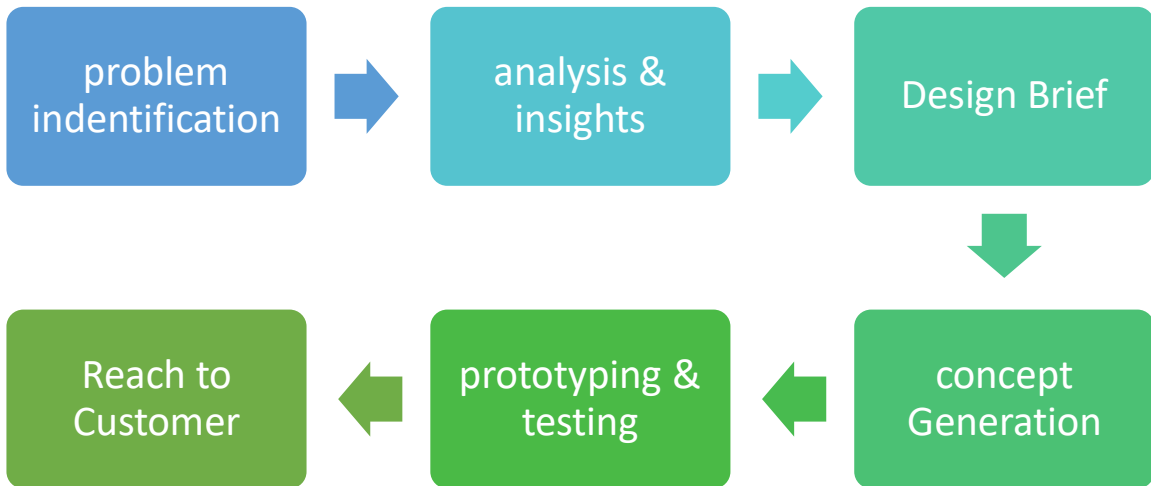 problem
indentification
analysis &
insights
Design Brief
concept
Generation
prototyping &
testing
Reach to
Customer